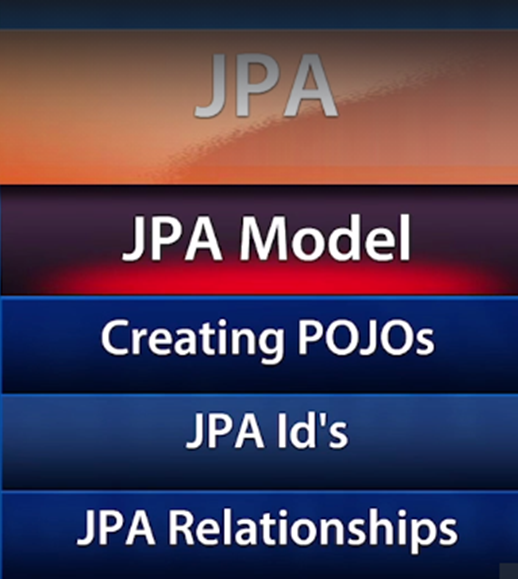 JPA
JPA Model
Creating POJOs
JPA Id's
JPA Relationships